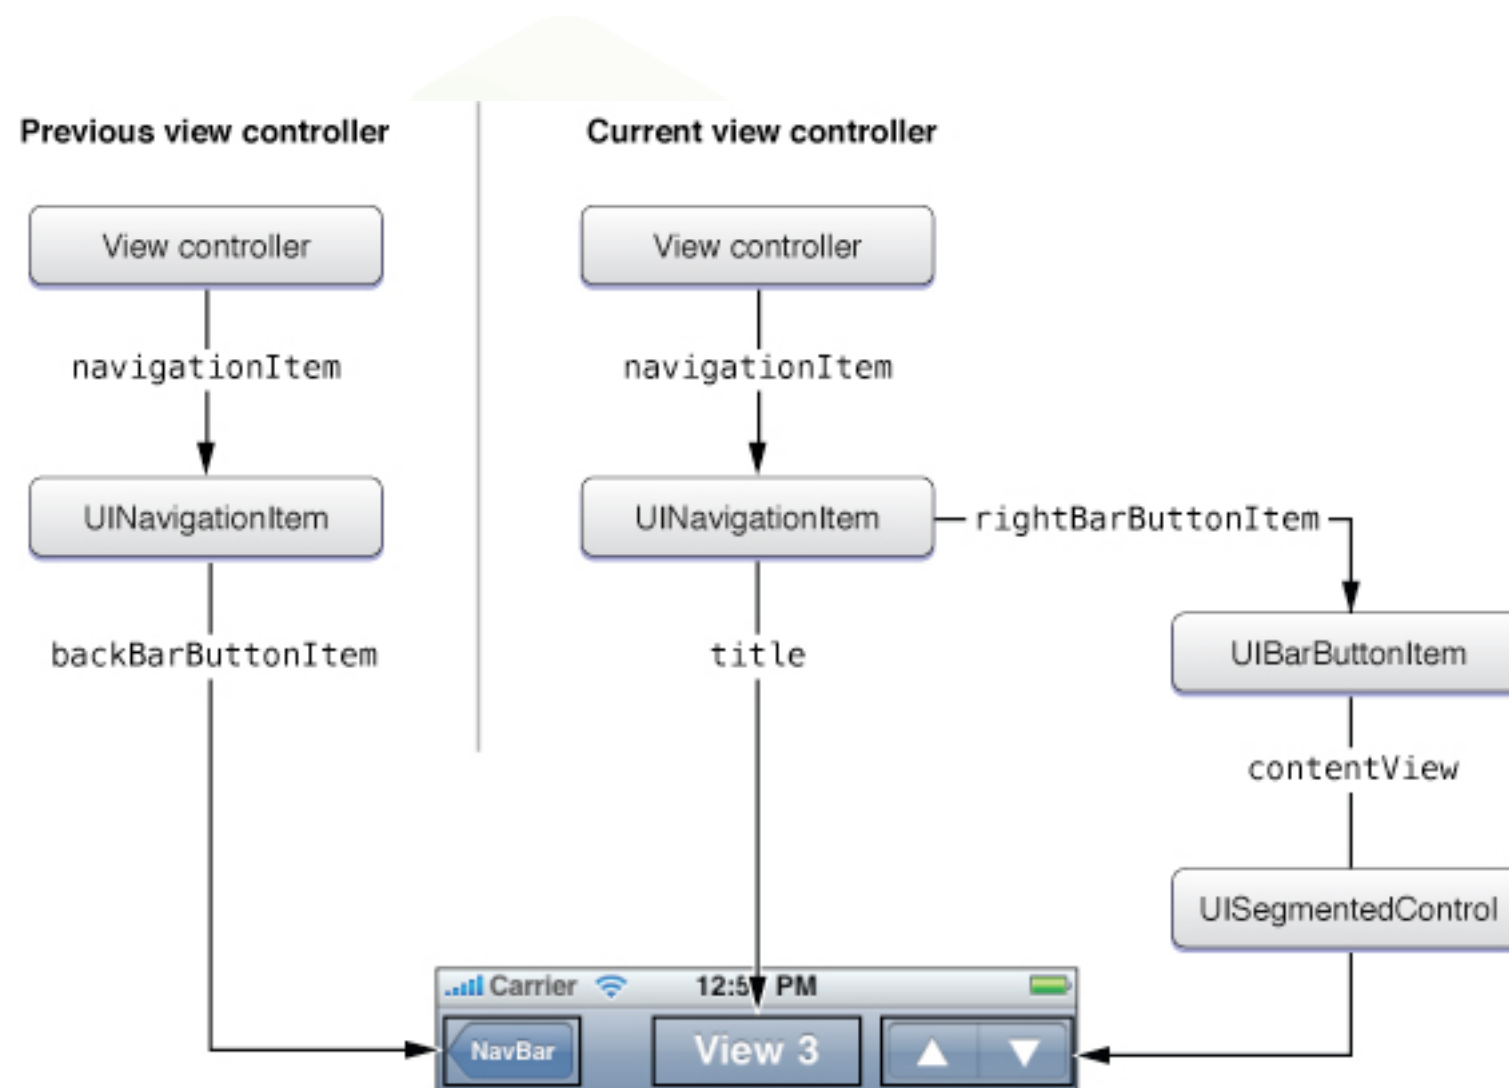 Previous view controller
Current view controller
View controller
View controller
navigationItem
navigationItem
UINavigationItem
UINavigationItem
rightBarButtonItem
backBarButtonItem
title
UIBarButtonItem
contentView
UISegmentedControl
Carrier
PM
NavBar
View 3